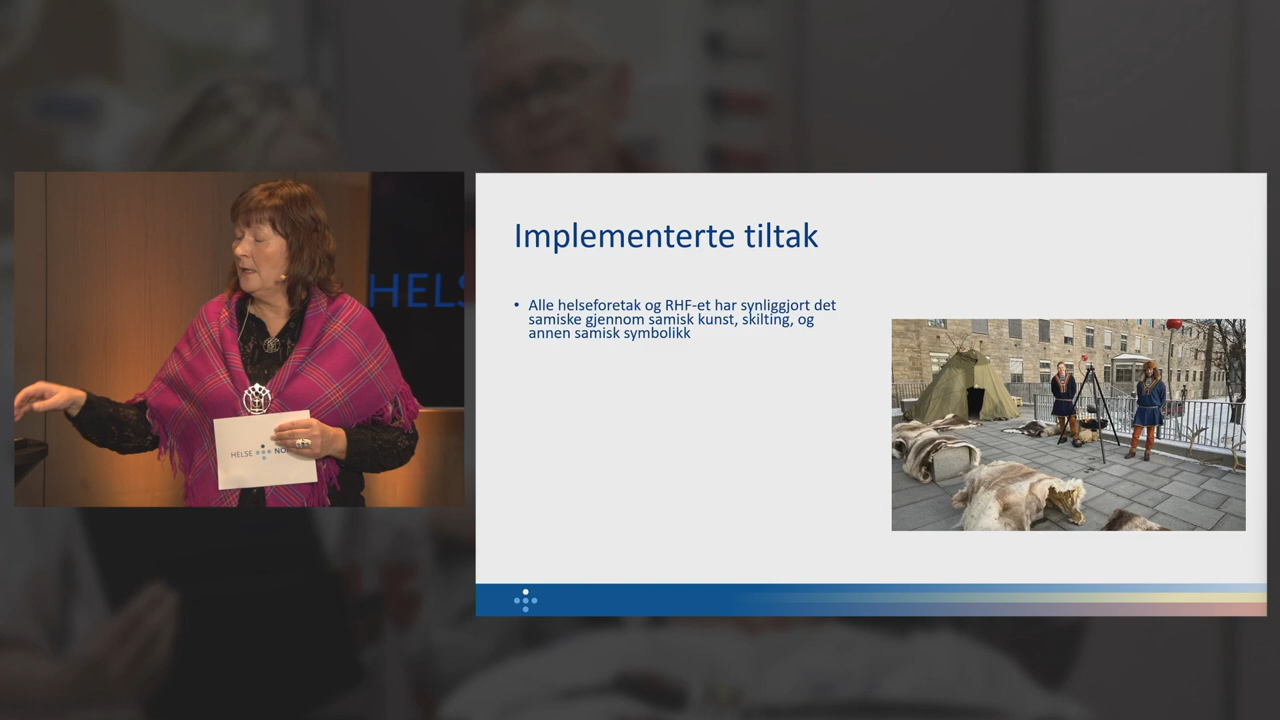 HELS
HELSE NOR
Implementerte tiltak
• Alle helseforetak og RHF-et har synliggjort det
samiske gjennom samisk kunst, skilting, og
annen samisk symbolikk